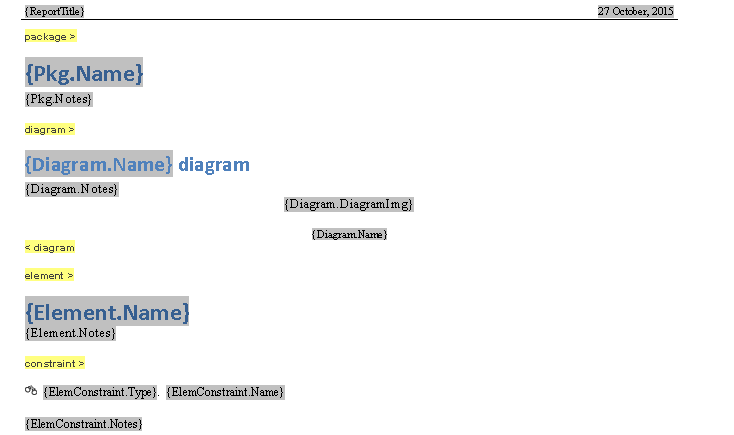 {ReportTitle} 27 October, 2015
package >
{Pkg.Name}
{Pkg.Notes}
diagram >
{Diagram.Name} diagram
{Diagram.Notes}
{Diagram.DiagramImg}
{Diagram.Name}
< diagram
element >
{Element.Name}
{Element.Notes}
constraint >
{ElemConstraint.Type}. {ElemConstraint.Name}
{ElemConstraint.Notes}